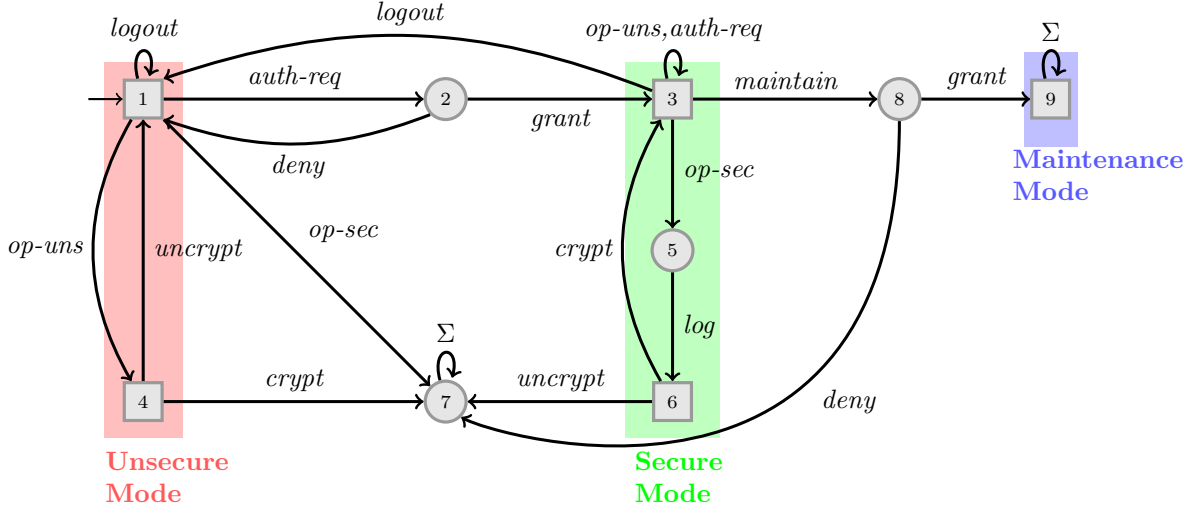 logout
logout
op-uns,auth-req
Σ
auth-req
maintain
grant
1
2
3
8
9
grant
deny
Maintenance
Mode
op-sec
op-uns
uncrypt
op-sec
crypt
5
Σ
log
crypt
uncrypt
4
7
6
deny
Unsecure
Mode
Secure
Mode